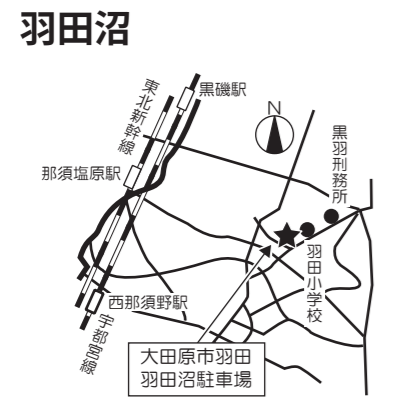 羽田沼
黒磯駅
東北新幹線
N
黒羽刑務所
那須塩原駅
羽田小学校
西那須野駅
宇都宮線
大田原市羽田
羽田沼駐車場